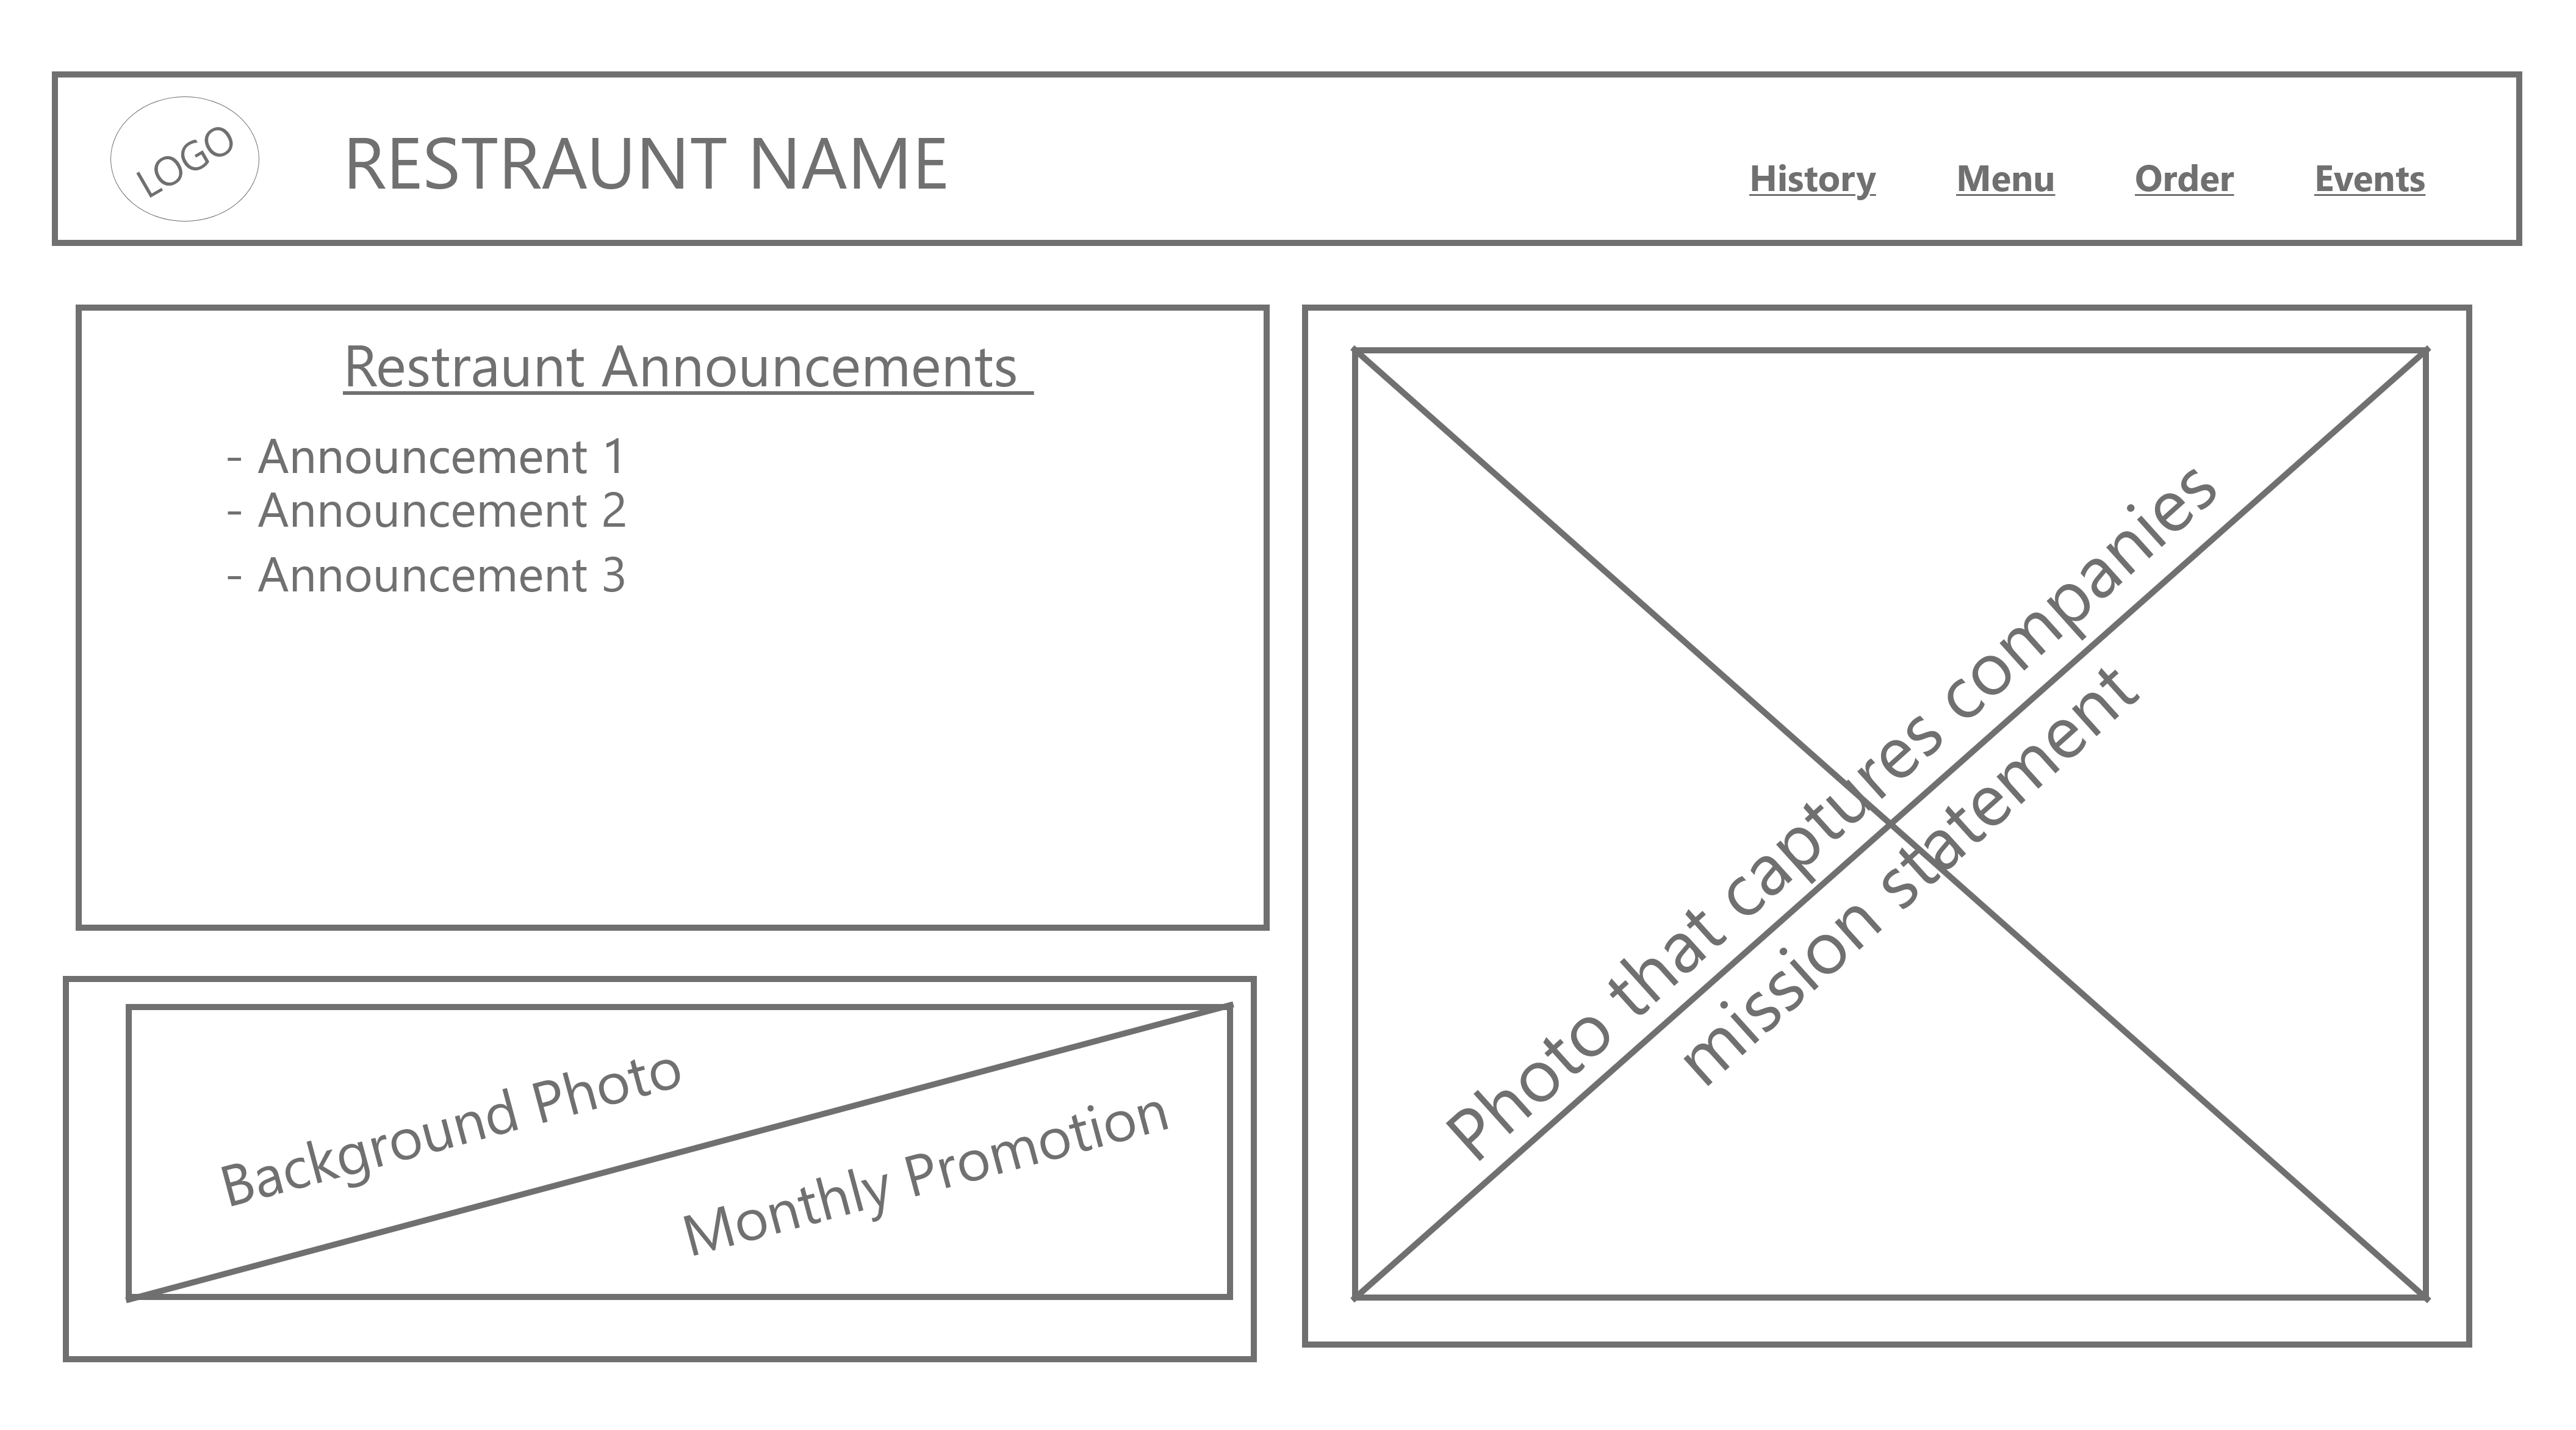 LOGO
RESTRAUNT NAME
History
Menu
Order
Events
Restraunt Announcements
- Announcement 1
- Announcement 2
- Announcement 3
Photo that captures companies
mission statement
Background Photo
Monthly Promotion